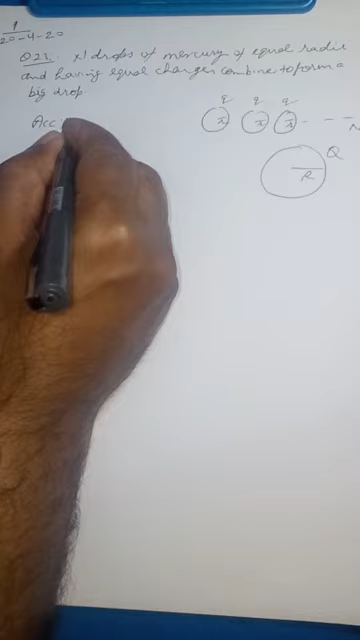 1
20-4-20
Q21. N drops of mercury of equal radii
and having equal charges combine to form a
big drop.
q q q
r r r - - - N
Acc:
Q
R